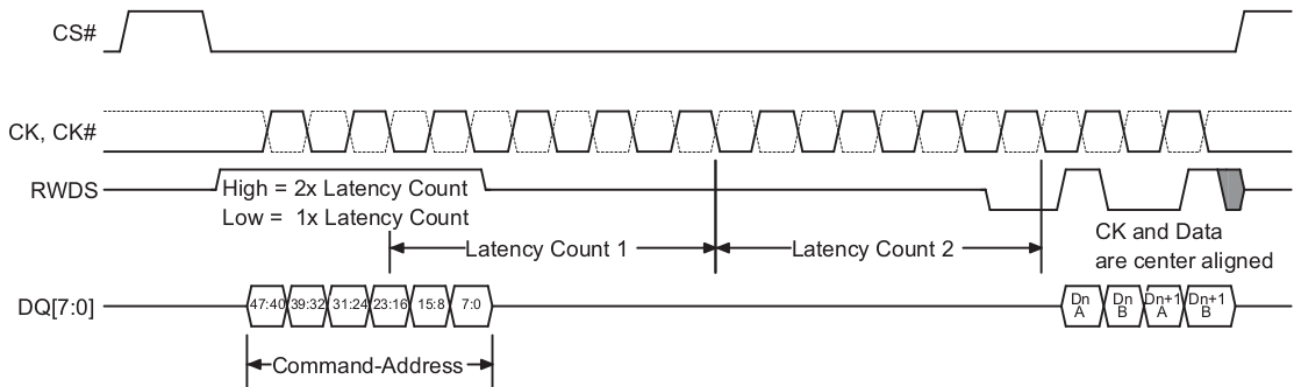 CS#
CK, CK#
RWDS
High = 2x Latency Count
Low = 1x Latency Count
Latency Count 1
Latency Count 2
CK and Data
are center aligned
DQ[7:0]
47:40 39:32 31:24 23:16 15:8 7:0
Dn Dn Dn+1 Dn+1
A B A B
Command-Address